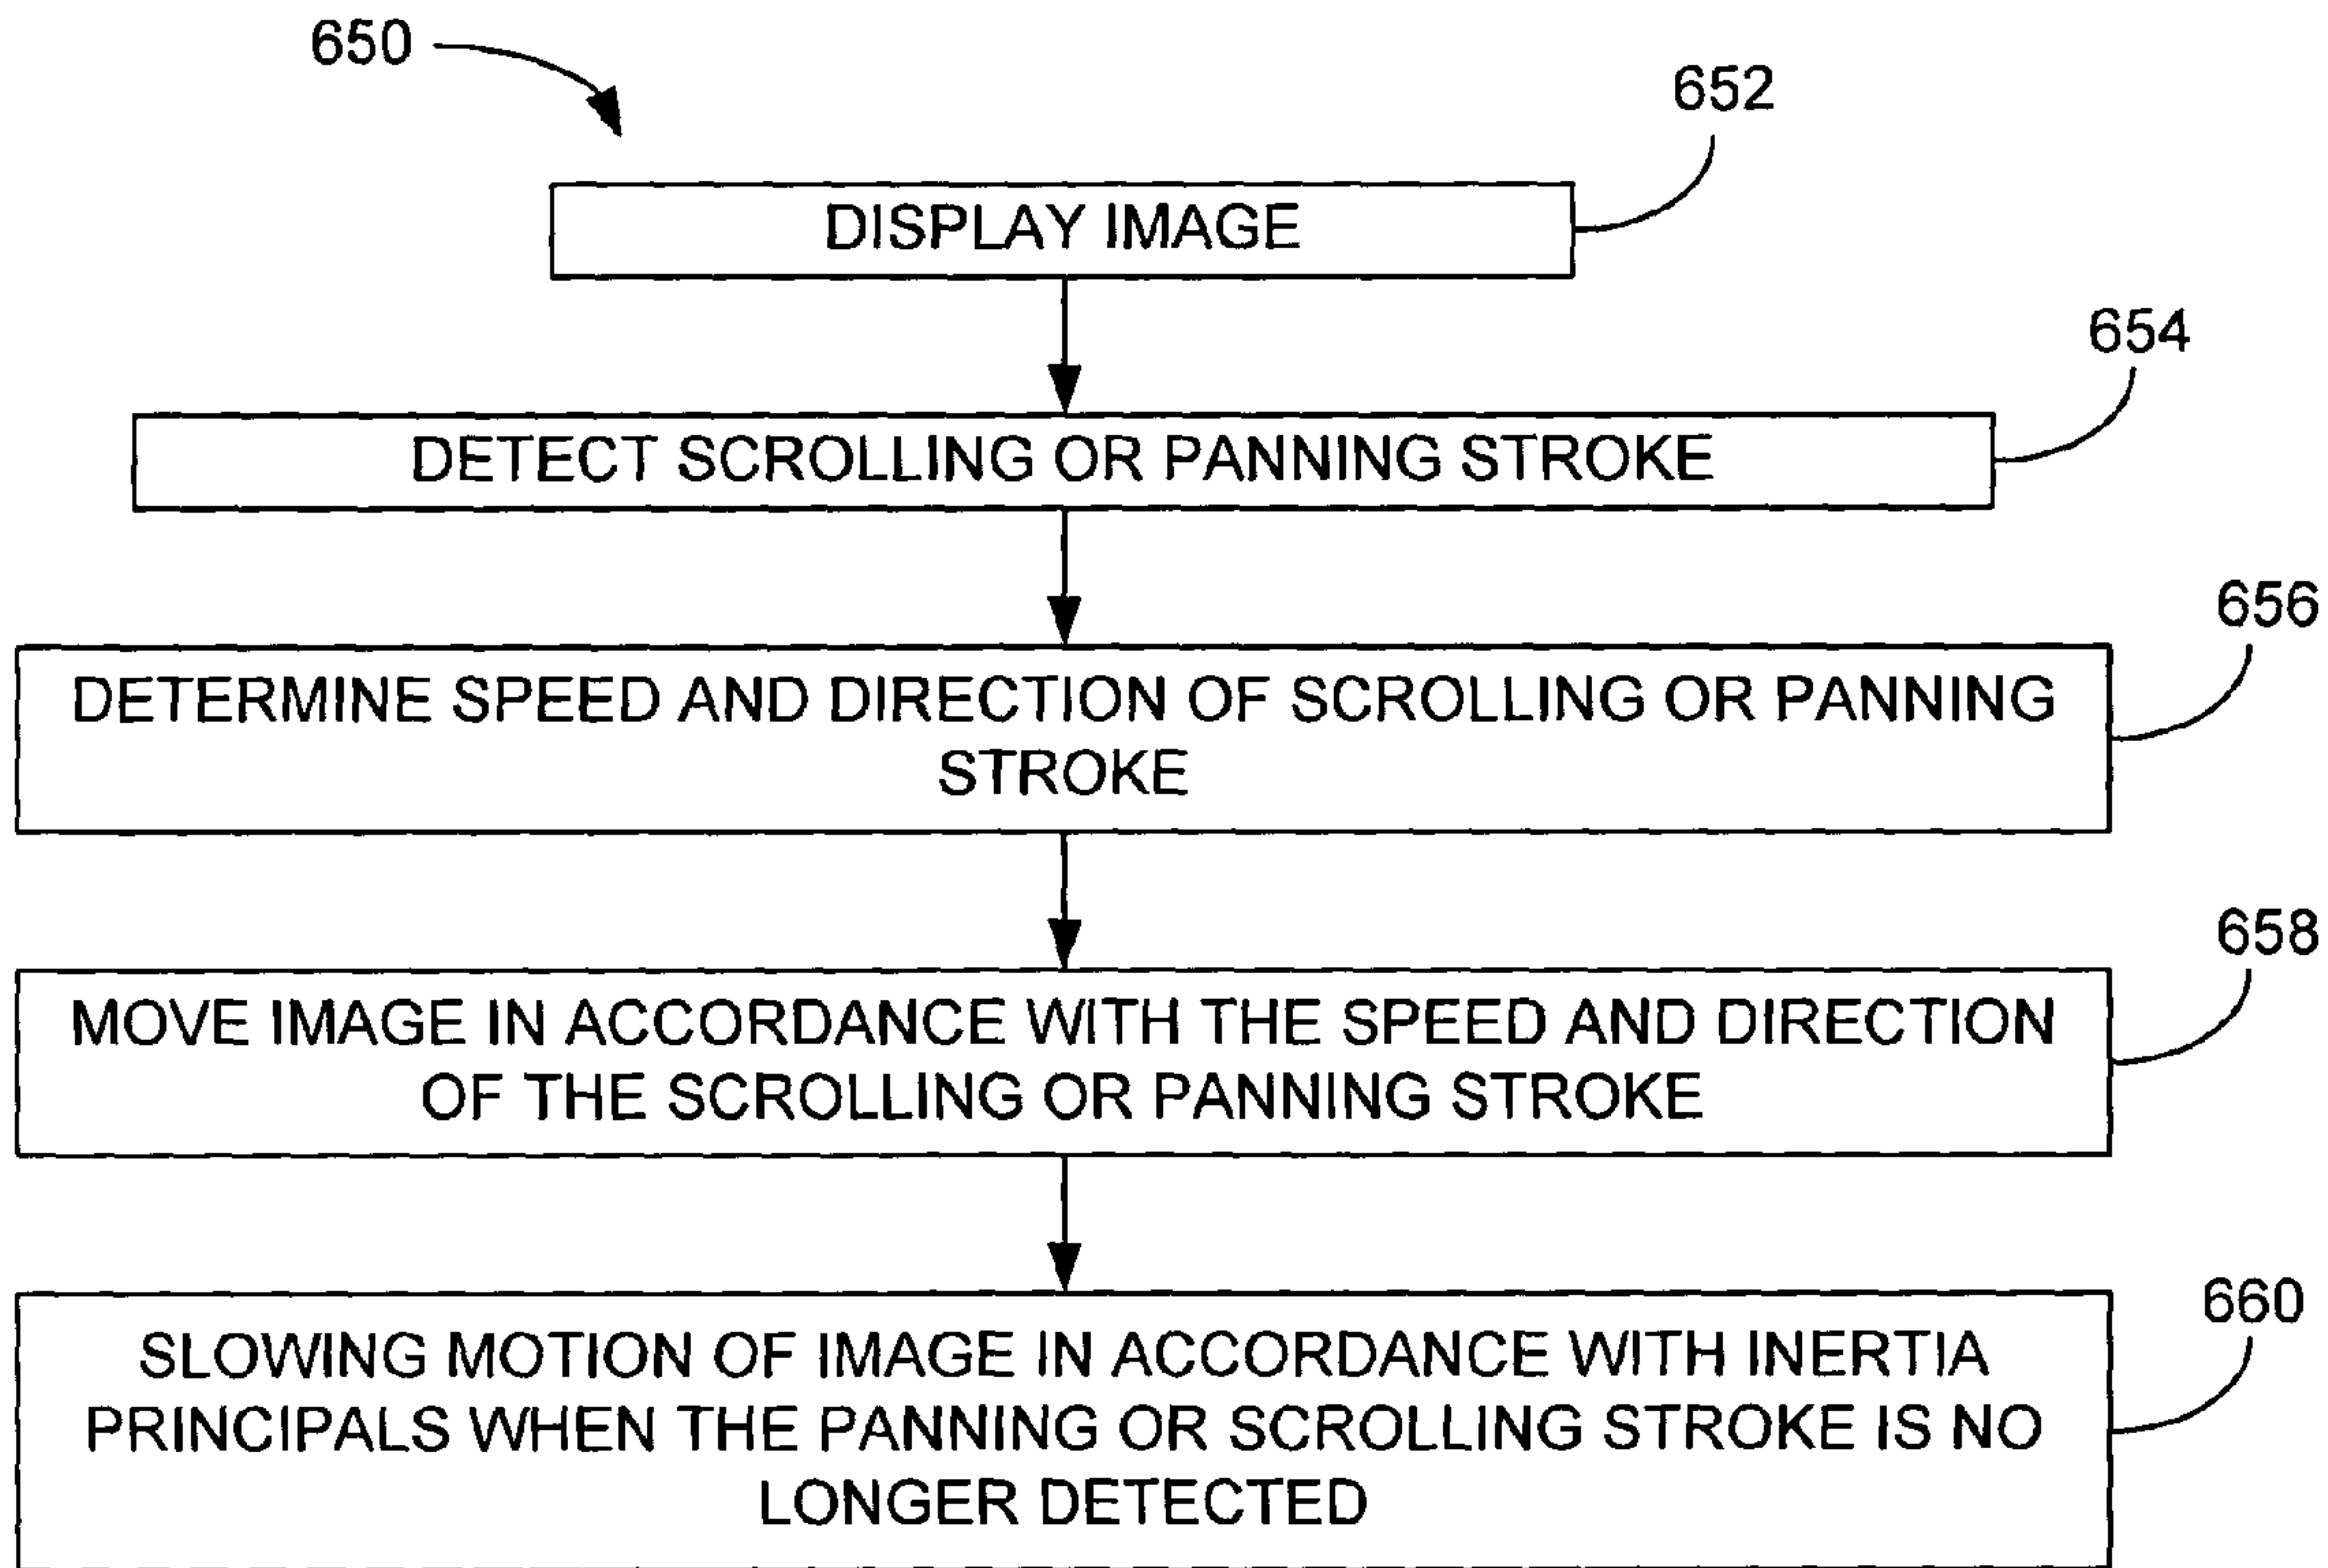 650
652
DISPLAY IMAGE
654
DETECT SCROLLING OR PANNING STROKE
656
DETERMINE SPEED AND DIRECTION OF SCROLLING OR PANNING
STROKE
658
MOVE IMAGE IN ACCORDANCE WITH THE SPEED AND DIRECTION
OF THE SCROLLING OR PANNING STROKE
660
SLOWING MOTION OF IMAGE IN ACCORDANCE WITH INERTIA
PRINCIPALS WHEN THE PANNING OR SCROLLING STROKE IS NO
LONGER DETECTED